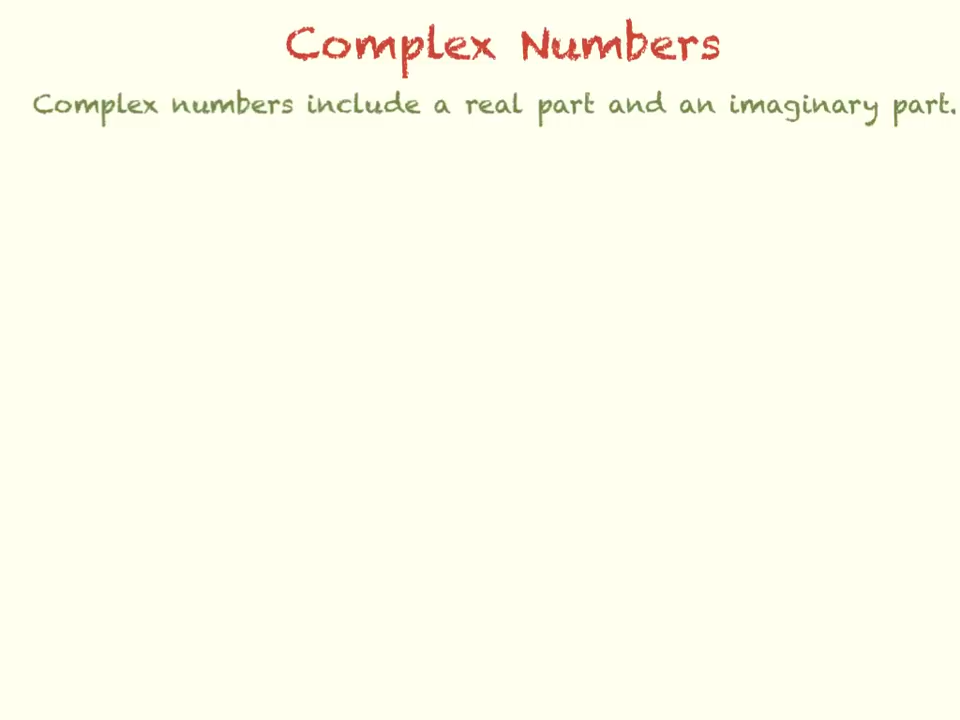 Complex Numbers
Complex numbers include a real part and an imaginary part.